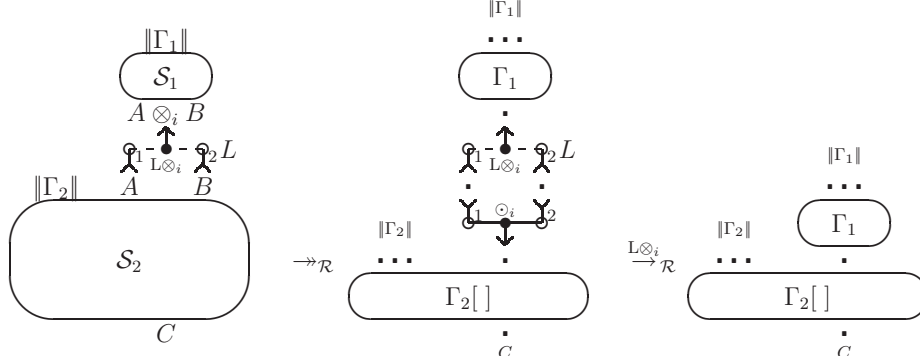 ‖Γ₁‖
S₁
A ⊗ᵢ B
1 2 L
L⊗ᵢ
A B
‖Γ₂‖
S₂
C
↠R
‖Γ₁‖
Γ₁
1 2 L
L⊗ᵢ
⊙ᵢ
1 2
‖Γ₂‖
Γ₂[ ]
C
L⊗ᵢ
→R
‖Γ₁‖
Γ₁
‖Γ₂‖
Γ₂[ ]
C